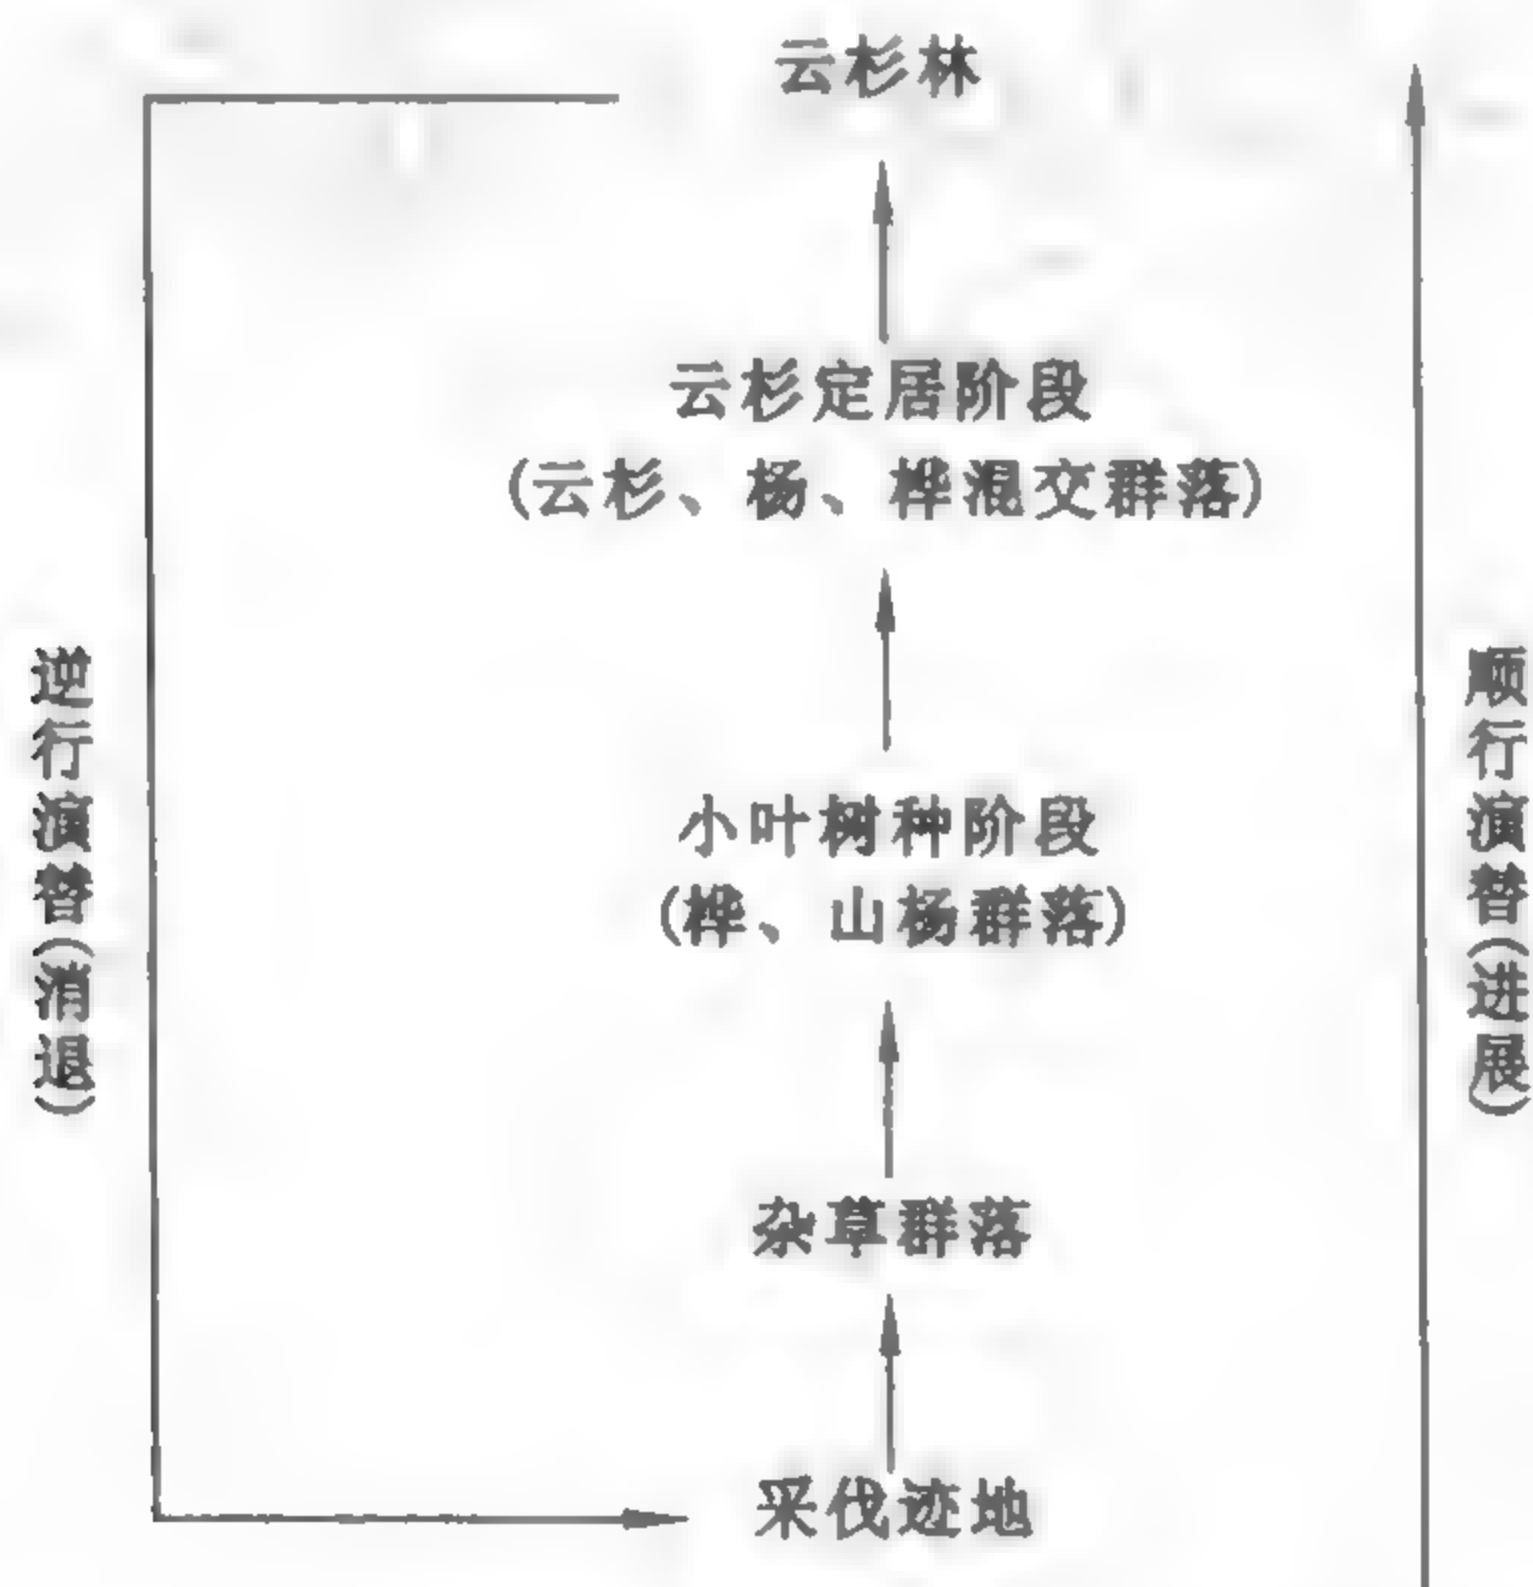 云杉林
云杉定居阶段
(云杉、杨、桦混交群落)
小叶树种阶段
(桦、山杨群落)
杂草群落
采伐迹地
逆行演替(消退)
顺行演替(进展)